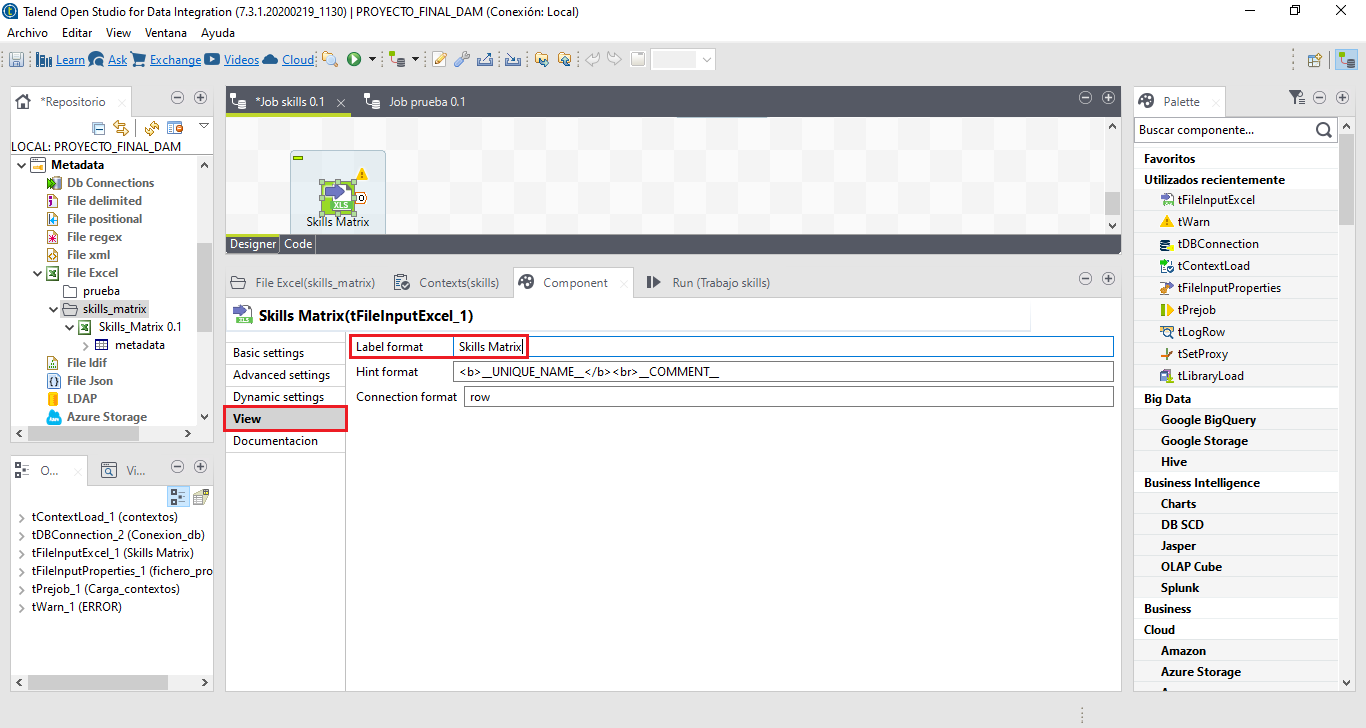 Talend Open Studio for Data Integration (7.3.1.20200219_1130) | PROYECTO_FINAL_DAM (Conexión: Local)
Archivo Editar View Ventana Ayuda
Learn Ask Exchange Videos Cloud
*Repositorio
LOCAL: PROYECTO_FINAL_DAM
Metadata
Db Connections
File delimited
File positional
File regex
File xml
File Excel
prueba
skills_matrix
Skills_Matrix 0.1
metadata
File ldif
File Json
LDAP
Azure Storage
O... Vi...
tContextLoad_1 (contextos)
tDBConnection_2 (Conexion_db)
tFileInputExcel_1 (Skills Matrix)
tFileInputProperties_1 (fichero_pro
tPrejob_1 (Carga_contextos)
tWarn_1 (ERROR)
*Job skills 0.1 Job prueba 0.1
XLS
Skills Matrix
Designer Code
File Excel(skills_matrix) Contexts(skills) Component Run (Trabajo skills)
Skills Matrix(tFileInputExcel_1)
Basic settings
Advanced settings
Dynamic settings
View
Documentacion
Label format Skills Matrix
Hint format <b>__UNIQUE_NAME__</b><br>__COMMENT__
Connection format row
Palette
Buscar componente...
Favoritos
Utilizados recientemente
tFileInputExcel
tWarn
tDBConnection
tContextLoad
tFileInputProperties
tPrejob
tLogRow
tSetProxy
tLibraryLoad
Big Data
Google BigQuery
Google Storage
Hive
Business Intelligence
Charts
DB SCD
Jasper
OLAP Cube
Splunk
Business
Cloud
Amazon
Azure Storage